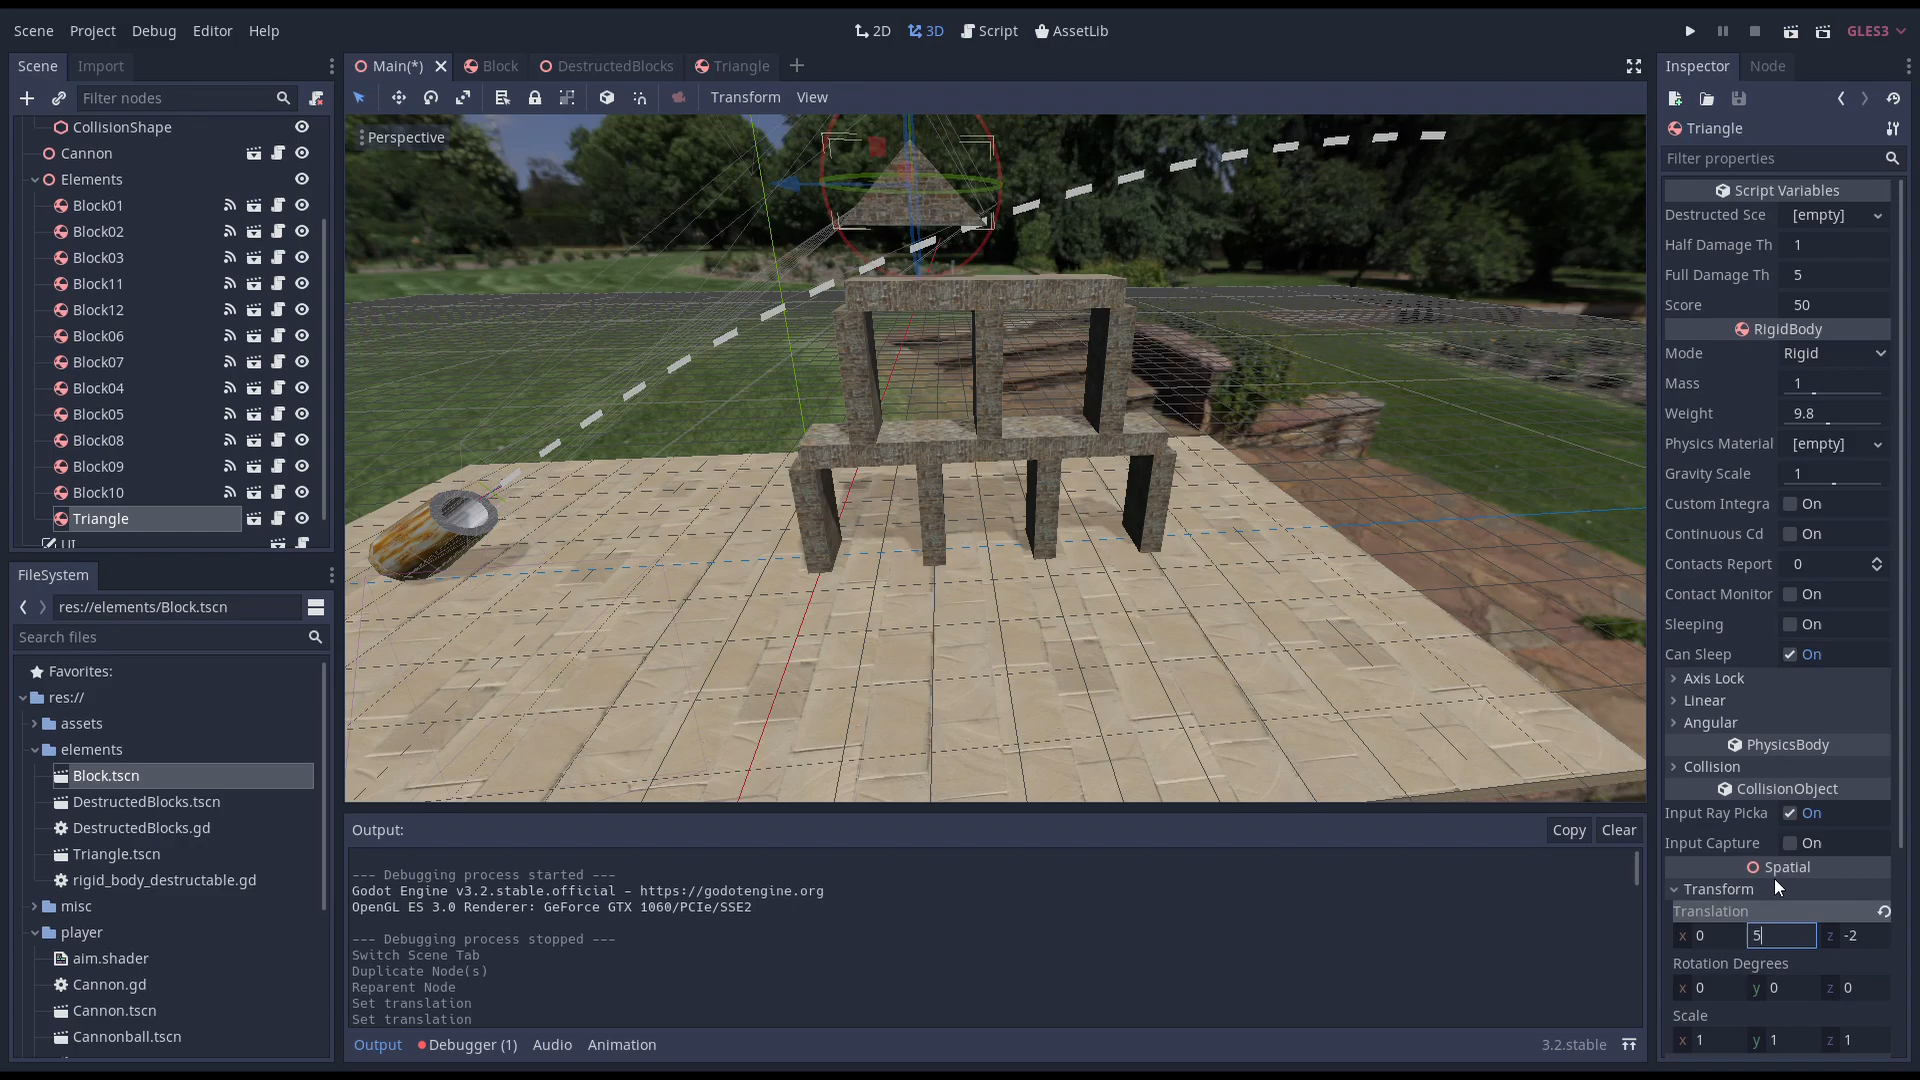 Scene Project Debug Editor Help
2D 3D Script AssetLib
GLES3
Scene Import
Filter nodes
CollisionShape
Cannon
Elements
Block01
Block02
Block03
Block11
Block12
Block06
Block07
Block04
Block05
Block08
Block09
Block10
Triangle
UI
FileSystem
res://elements/Block.tscn
Search files
Favorites:
res://
assets
elements
Block.tscn
DestructedBlocks.tscn
DestructedBlocks.gd
Triangle.tscn
rigid_body_destructable.gd
misc
player
aim.shader
Cannon.gd
Cannon.tscn
Cannonball.tscn
Main(*) Block DestructedBlocks Triangle
Transform View
Perspective
Output:
Copy Clear
--- Debugging process started ---
Godot Engine v3.2.stable.official - https://godotengine.org
OpenGL ES 3.0 Renderer: GeForce GTX 1060/PCIe/SSE2
--- Debugging process stopped ---
Switch Scene Tab
Duplicate Node(s)
Reparent Node
Set translation
Set translation
Output Debugger (1) Audio Animation
3.2.stable
Inspector Node
Triangle
Filter properties
Script Variables
Destructed Sce [empty]
Half Damage Th 1
Full Damage Th 5
Score 50
RigidBody
Mode Rigid
Mass 1
Weight 9.8
Physics Material [empty]
Gravity Scale 1
Custom Integra On
Continuous Cd On
Contacts Report 0
Contact Monitor On
Sleeping On
Can Sleep On
Axis Lock
Linear
Angular
PhysicsBody
Collision
CollisionObject
Input Ray Picka On
Input Capture On
Spatial
Transform
Translation
x 0 5 z -2
Rotation Degrees
x 0 y 0 z 0
Scale
x 1 y 1 z 1